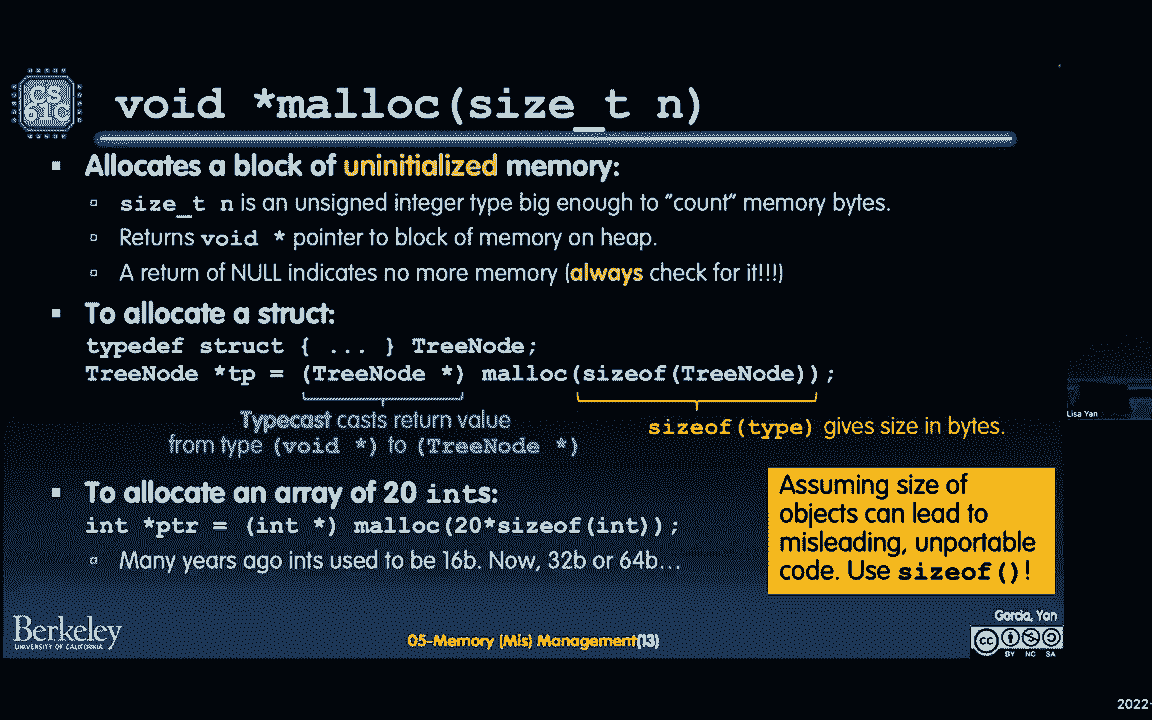 CS
61C
void *malloc(size_t n)
▪ Allocates a block of uninitialized memory:
▫ size_t n is an unsigned integer type big enough to “count” memory bytes.
▫ Returns void * pointer to block of memory on heap.
▫ A return of NULL indicates no more memory (always check for it!!!)
▪ To allocate a struct:
typedef struct { ... } TreeNode;
TreeNode *tp = (TreeNode *) malloc(sizeof(TreeNode));
Typecast casts return value
from type (void *) to (TreeNode *)
sizeof(type) gives size in bytes.
Lisa Yan
▪ To allocate an array of 20 ints:
int *ptr = (int *) malloc(20*sizeof(int));
▫ Many years ago ints used to be 16b. Now, 32b or 64b…
Assuming size of
objects can lead to
misleading, unportable
code. Use sizeof()!
Berkeley
UNIVERSITY OF CALIFORNIA
05-Memory (Mis) Management(13)
Garcia, Yan
cc
BY NC SA
2022-